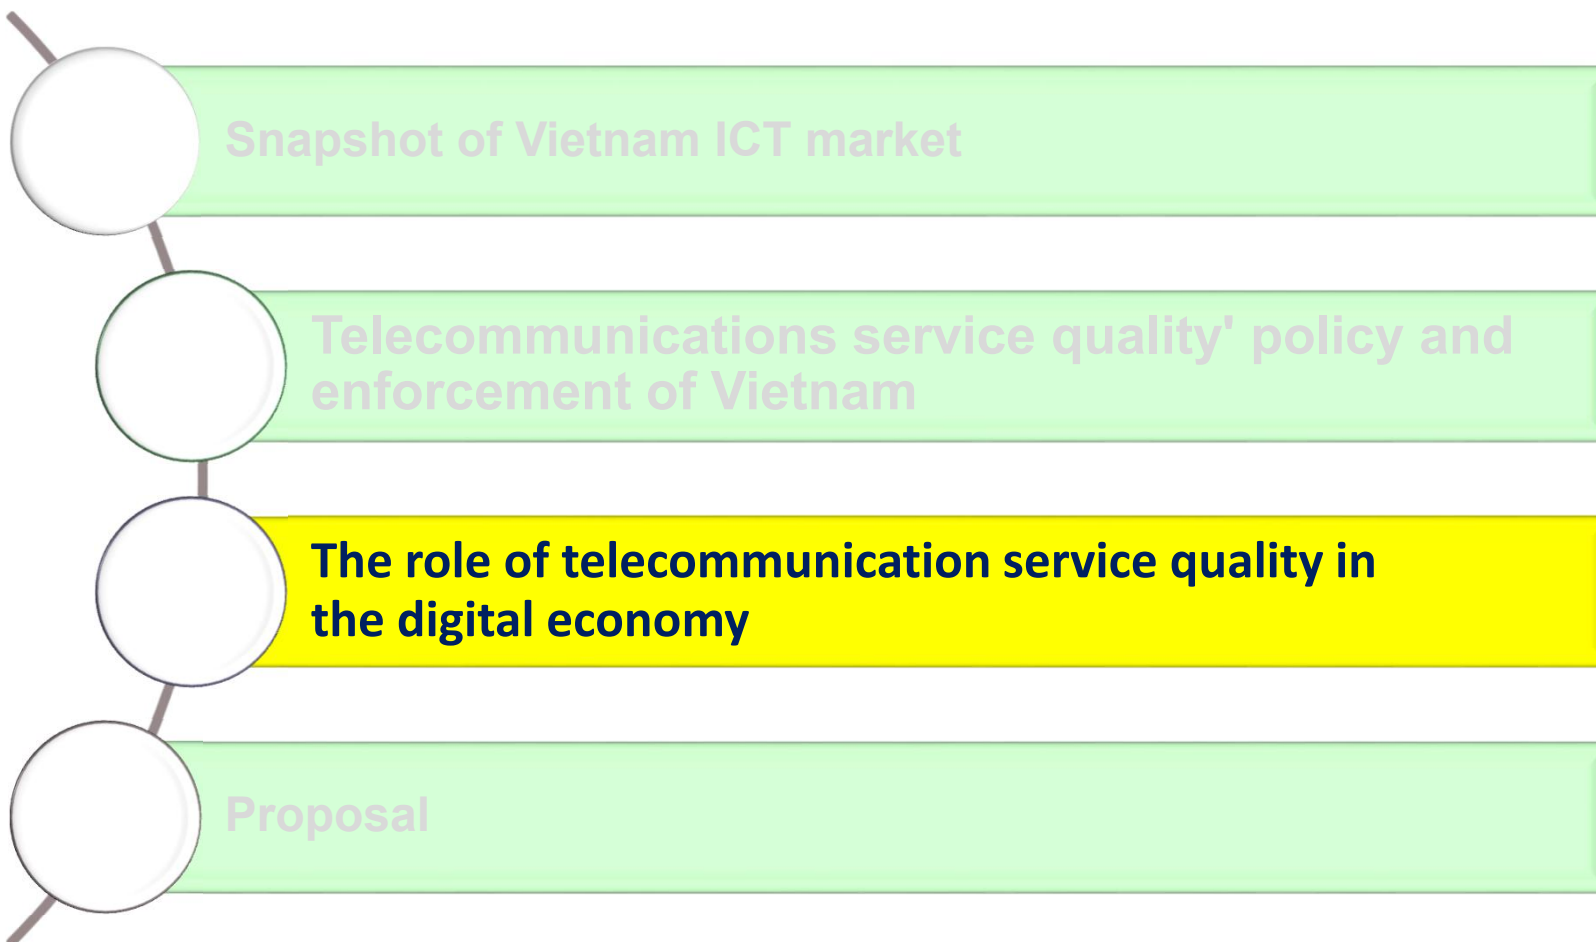 Snapshot of Vietnam ICT market
Telecommunications service quality' policy and
enforcement of Vietnam
The role of telecommunication service quality in
the digital economy
Proposal